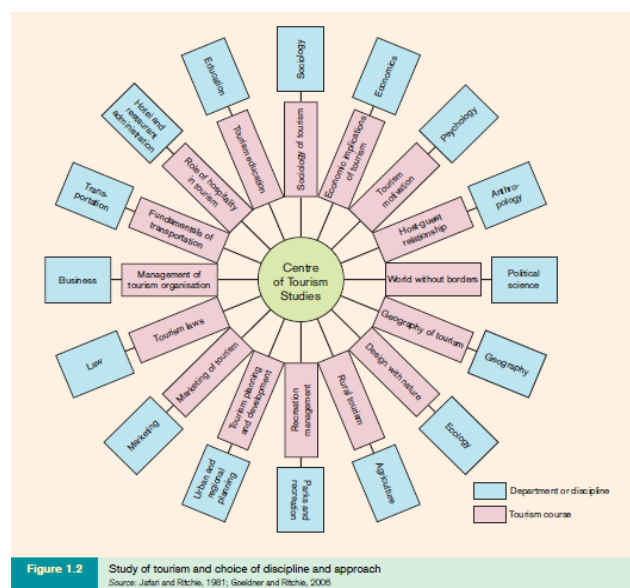 Sociology
Sociology of tourism
Economics
Economic implications
of tourism
Psychology
Tourism
motivation
Anthro-
pology
Host-guest
relationship
Political
science
World without borders
Geography
Geography of tourism
Ecology
Design with nature
Agriculture
Rural tourism
Parks and
recreation
Recreation
management
Urban and
regional
planning
Tourism planning
and development
Marketing
Marketing of tourism
Law
Tourism laws
Business
Management of
tourism organisation
Trans-
portation
Fundamentals of
transportation
Hotel and
restaurant
administration
Role of hospitality
in tourism
Education
Tourism education
Centre
of Tourism
Studies
Department or discipline
Tourism course
Figure 1.2 Study of tourism and choice of discipline and approach
Source: Jafari and Ritchie, 1981; Goeldner and Ritchie, 2006